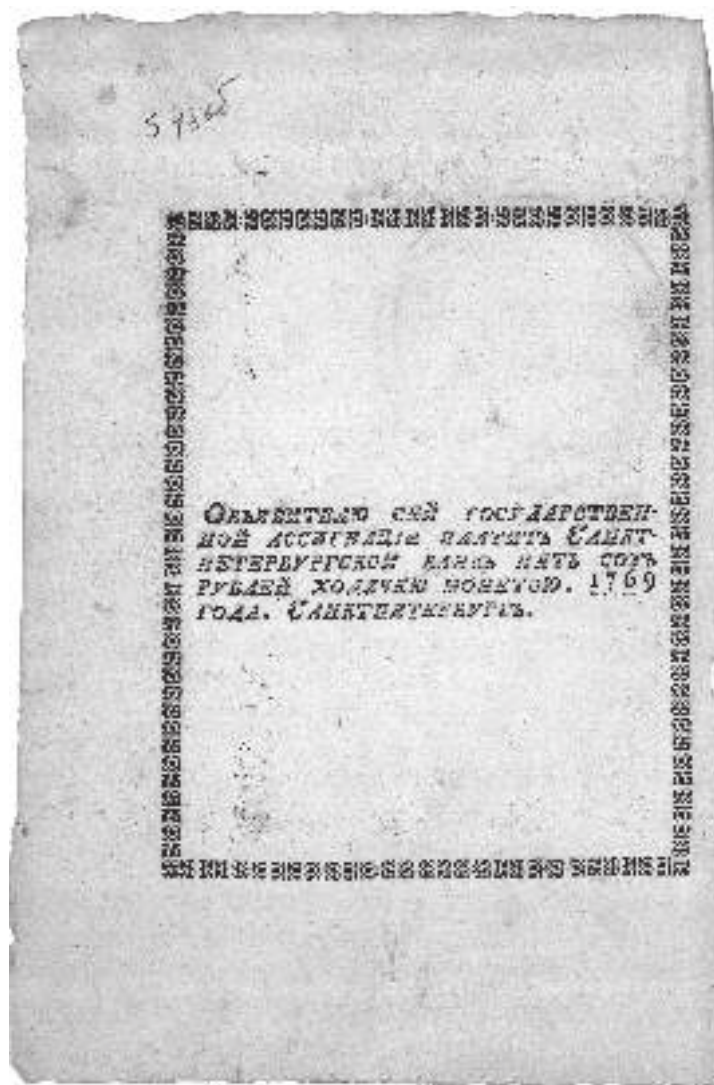 Объявителю сей государствен-
ной ассигнацiи платитъ Санкт-
петербургской банкъ пять сотъ
рублей ходячею монетою. 1769
года. Санктпетербургъ.